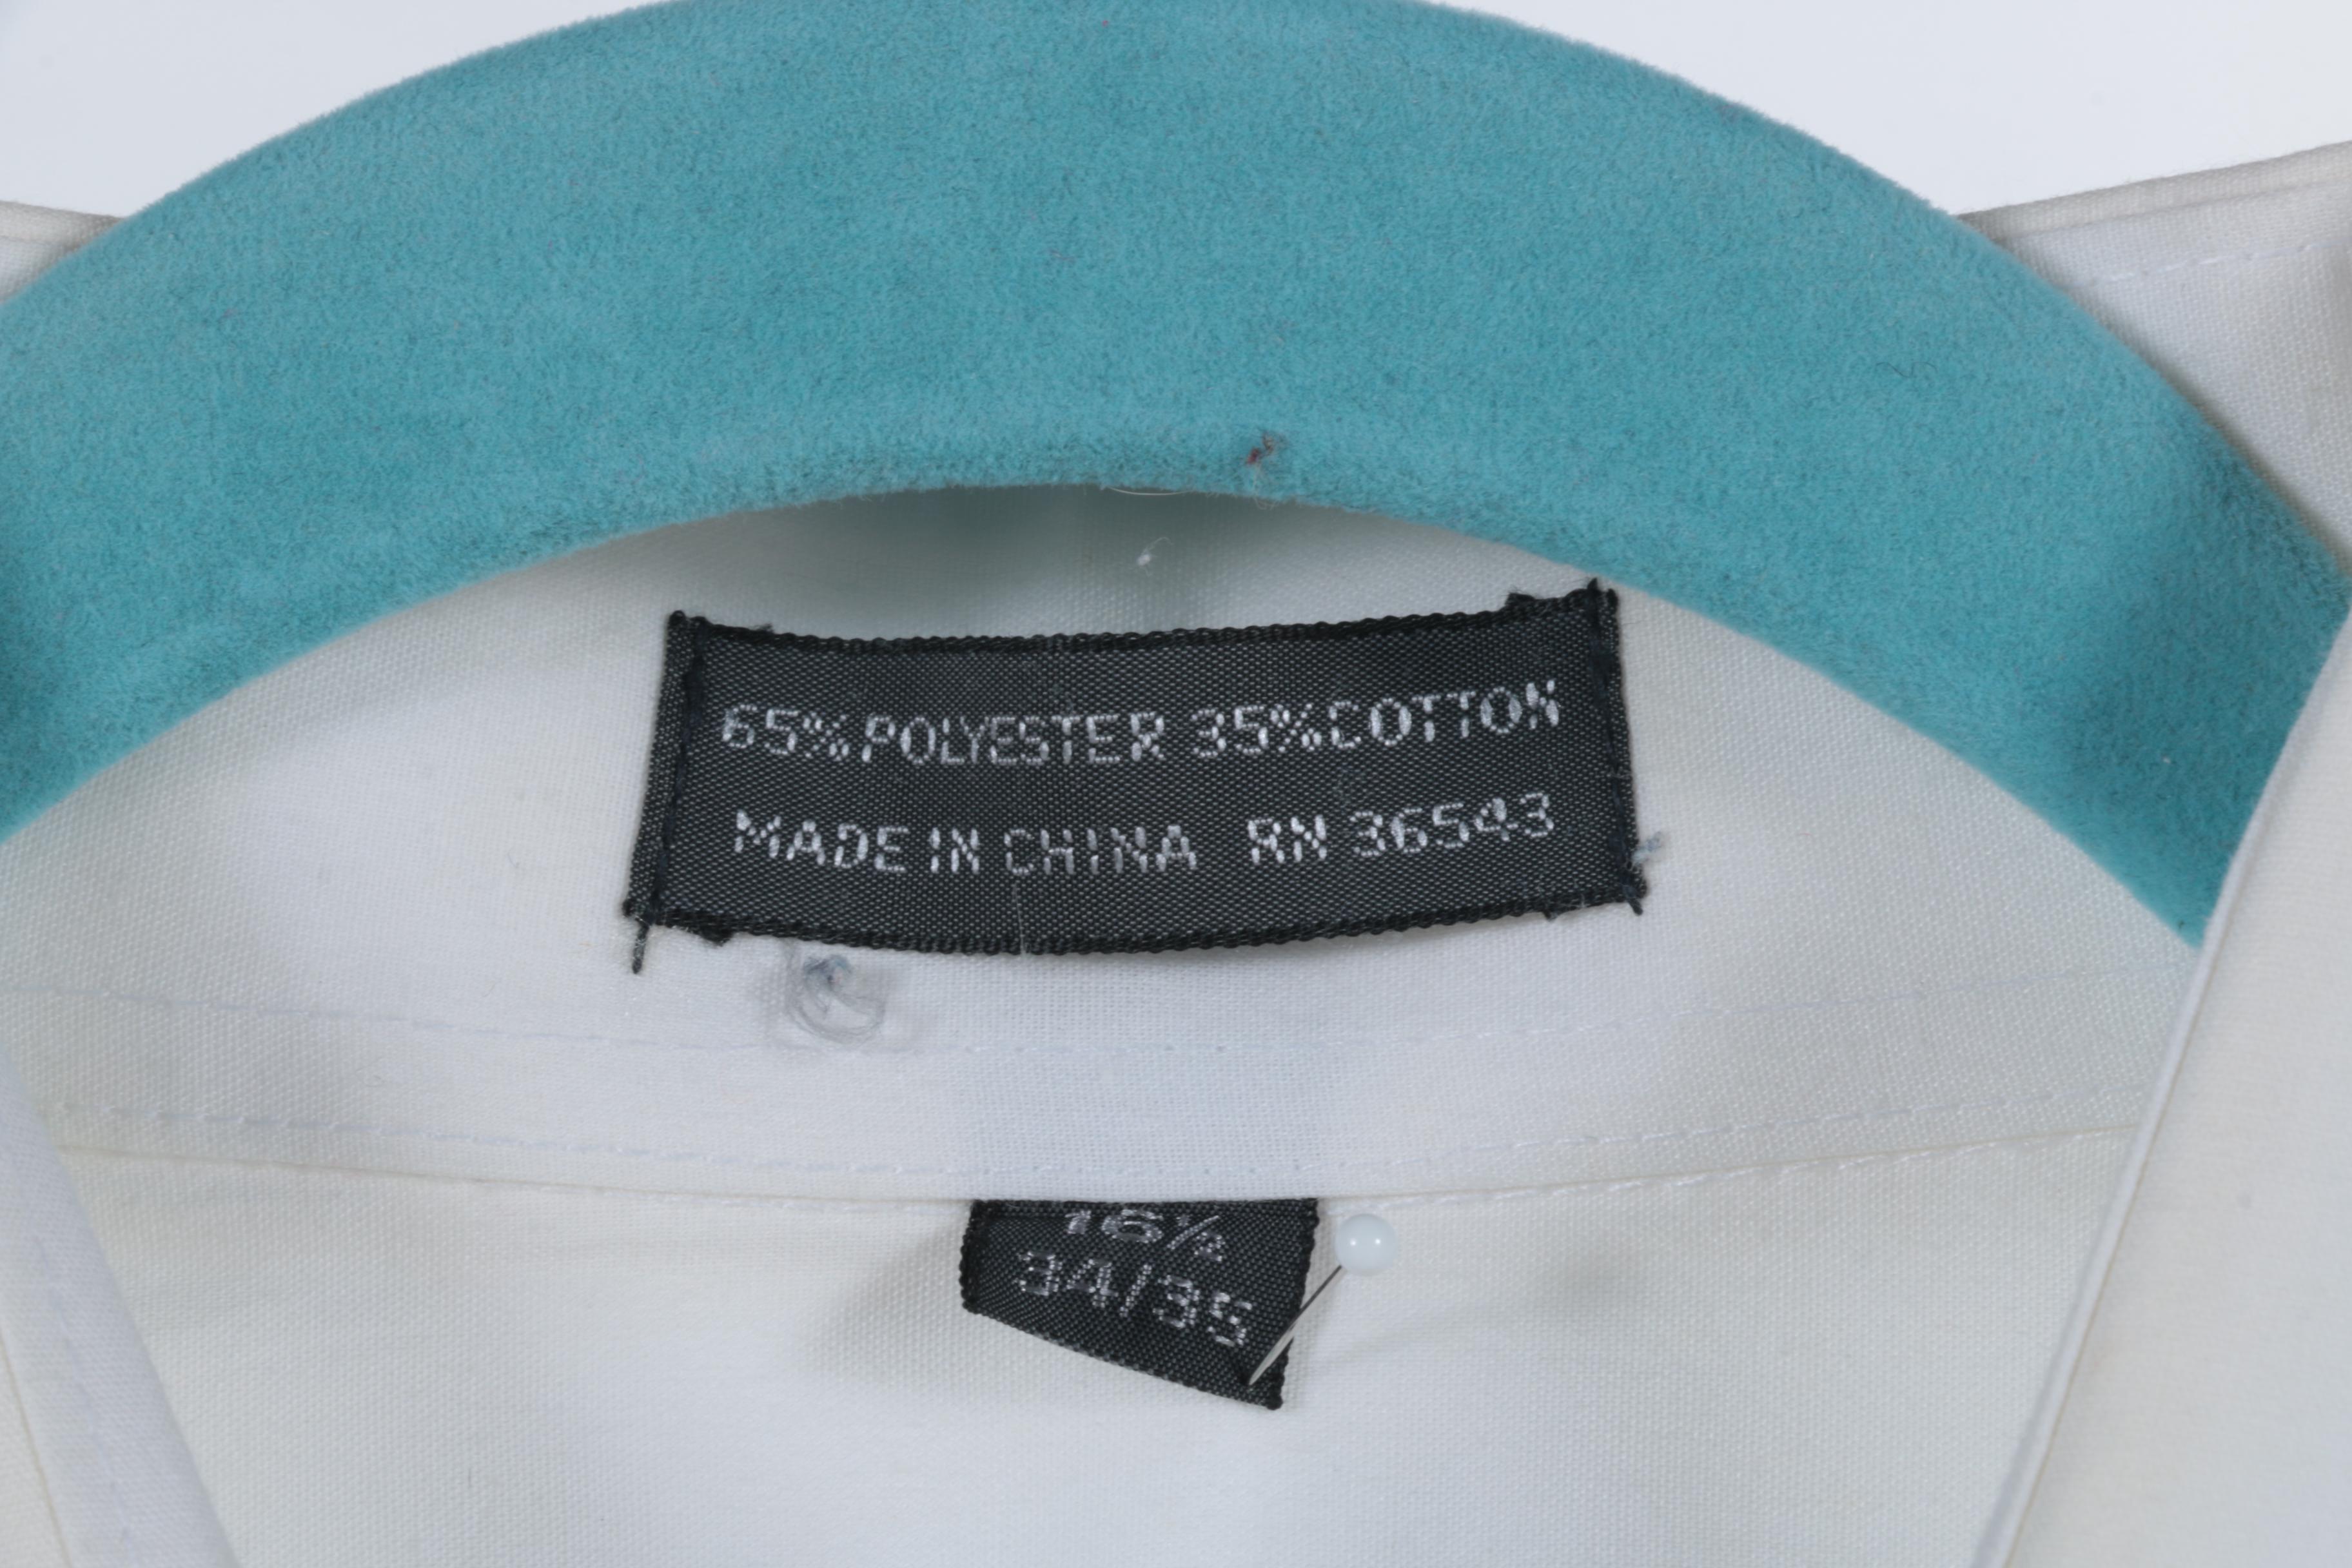 65% POLYESTER 35% COTTON
MADE IN CHINA RN 36543
16½
34/35